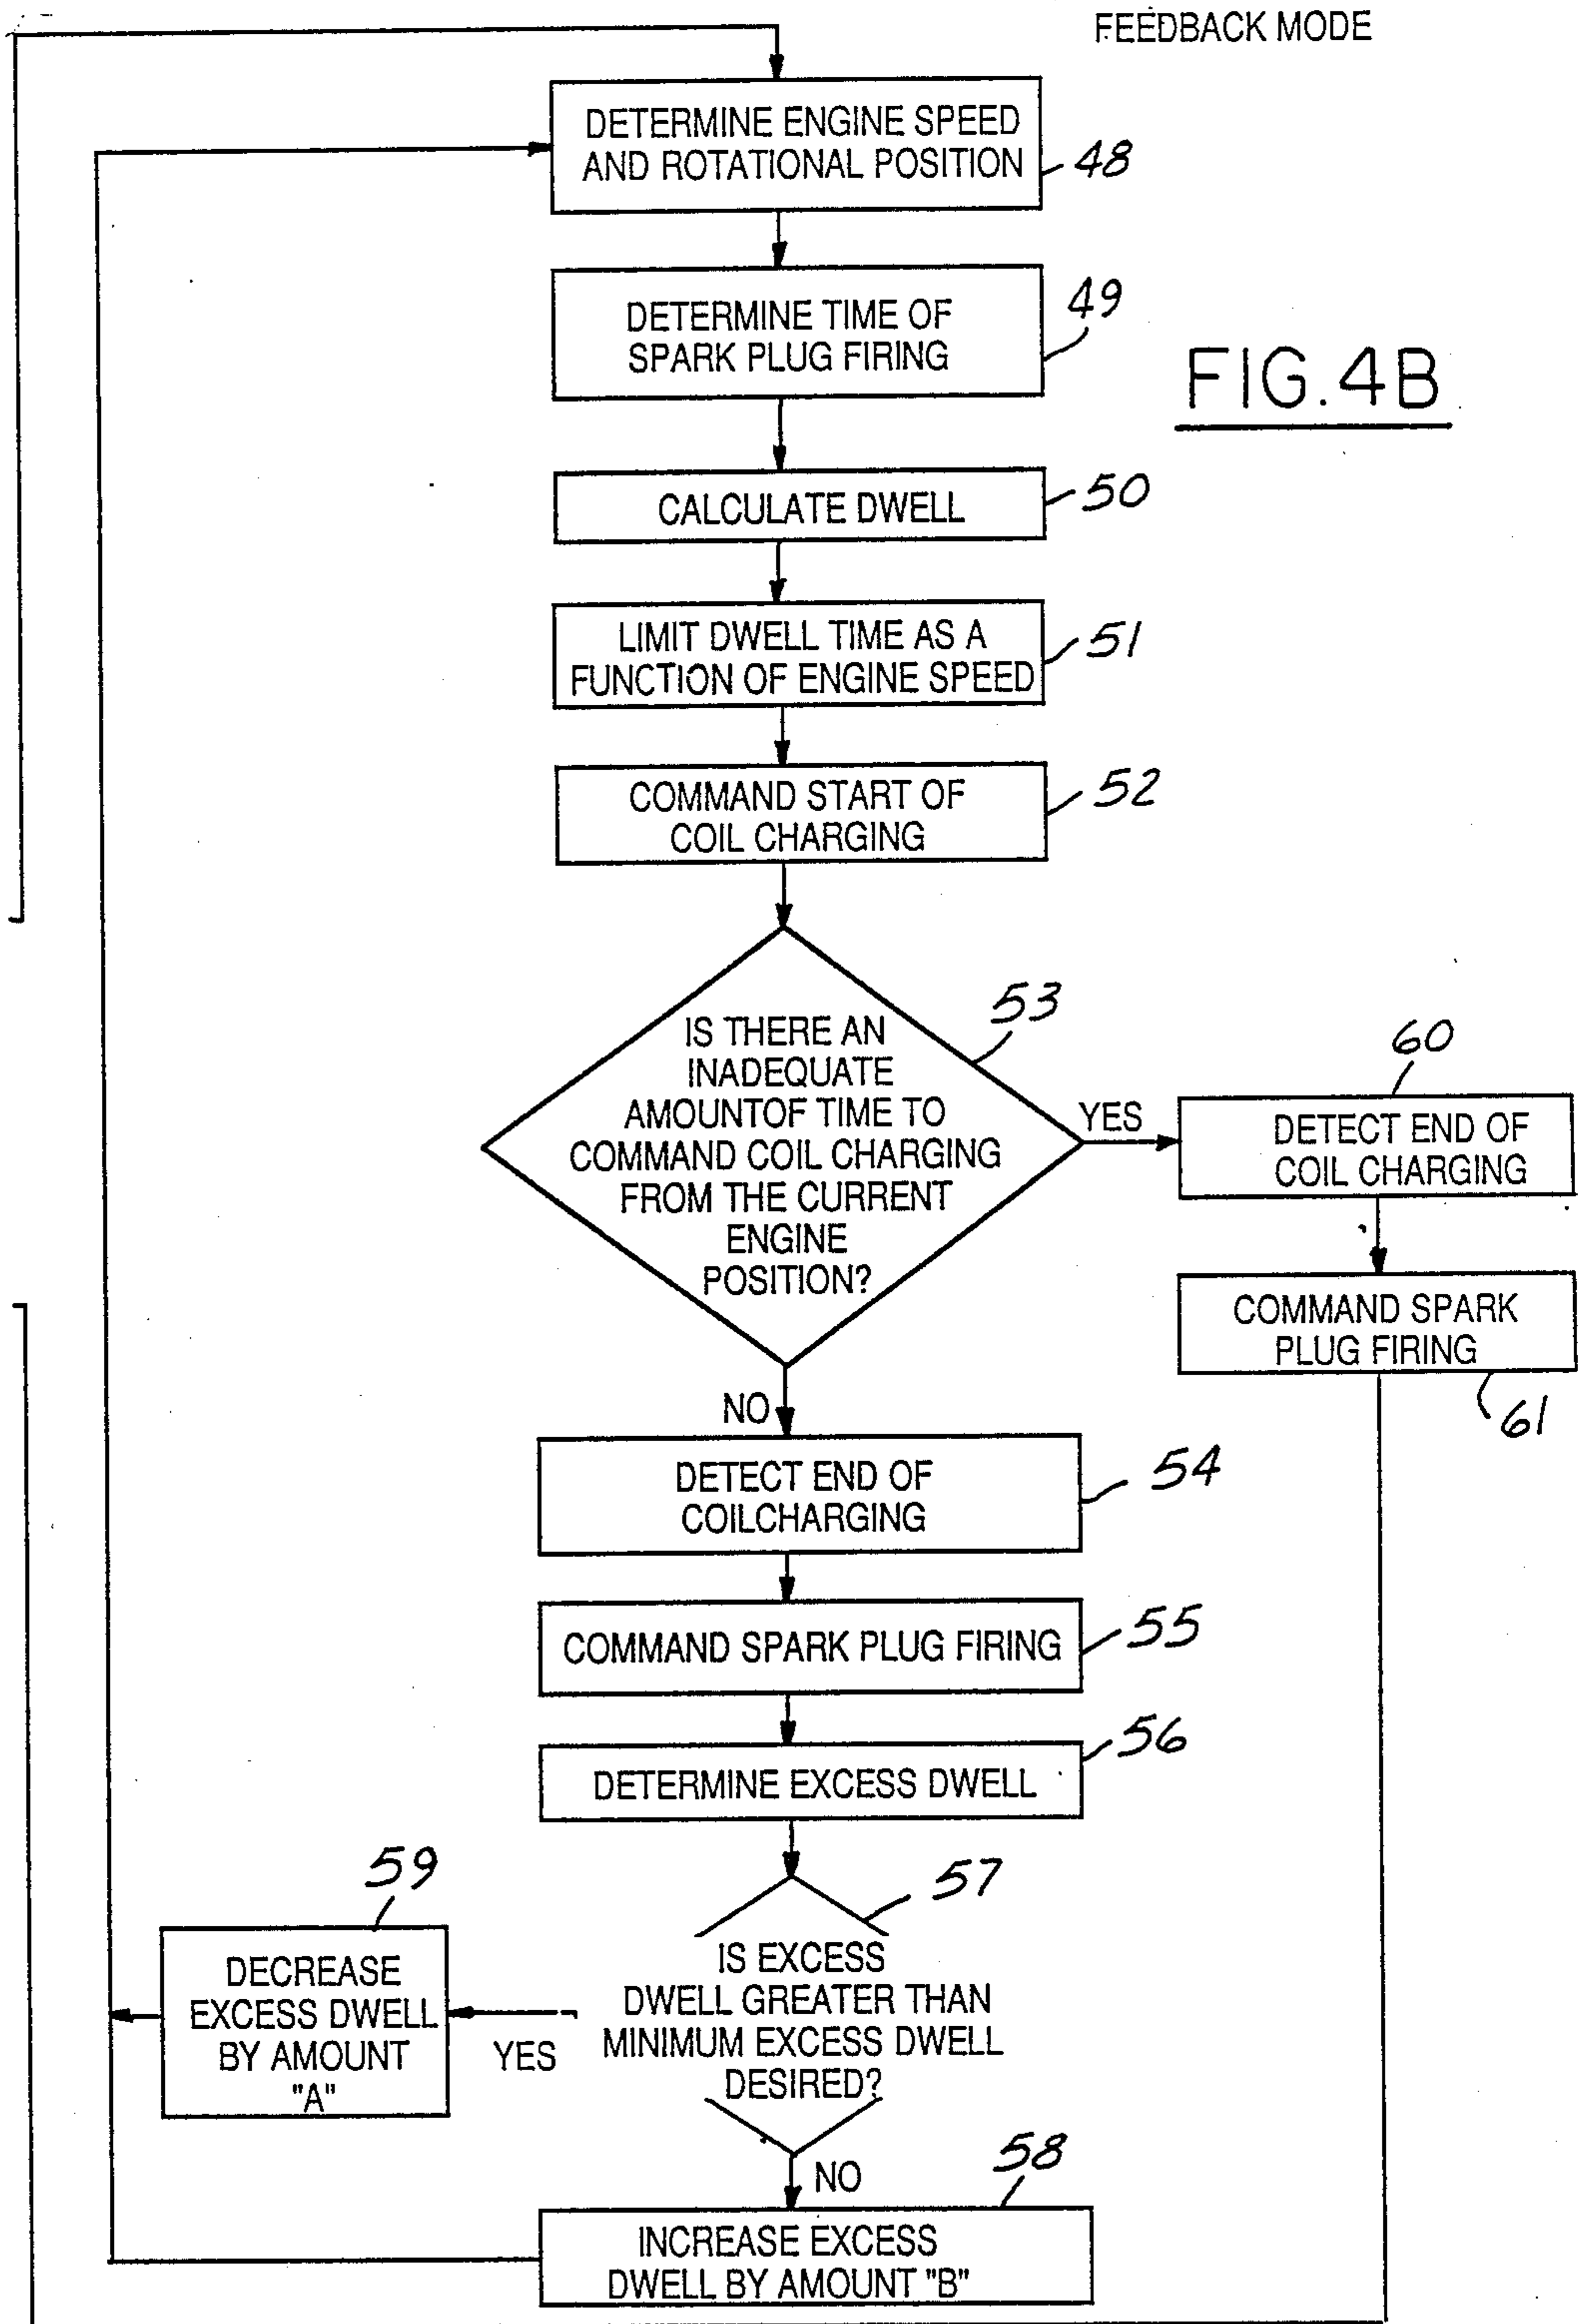 FEEDBACK MODE
DETERMINE ENGINE SPEED
AND ROTATIONAL POSITION
48
DETERMINE TIME OF
SPARK PLUG FIRING
49
FIG.4B
CALCULATE DWELL
50
LIMIT DWELL TIME AS A
FUNCTION OF ENGINE SPEED
51
COMMAND START OF
COIL CHARGING
52
IS THERE AN
INADEQUATE
AMOUNTOF TIME TO
COMMAND COIL CHARGING
FROM THE CURRENT
ENGINE
POSITION?
53
YES
60
DETECT END OF
COIL CHARGING
COMMAND SPARK
PLUG FIRING
61
NO
DETECT END OF
COILCHARGING
54
COMMAND SPARK PLUG FIRING
55
DETERMINE EXCESS DWELL
56
57
IS EXCESS
DWELL GREATER THAN
MINIMUM EXCESS DWELL
DESIRED?
YES
59
DECREASE
EXCESS DWELL
BY AMOUNT
"A"
NO
58
INCREASE EXCESS
DWELL BY AMOUNT "B"